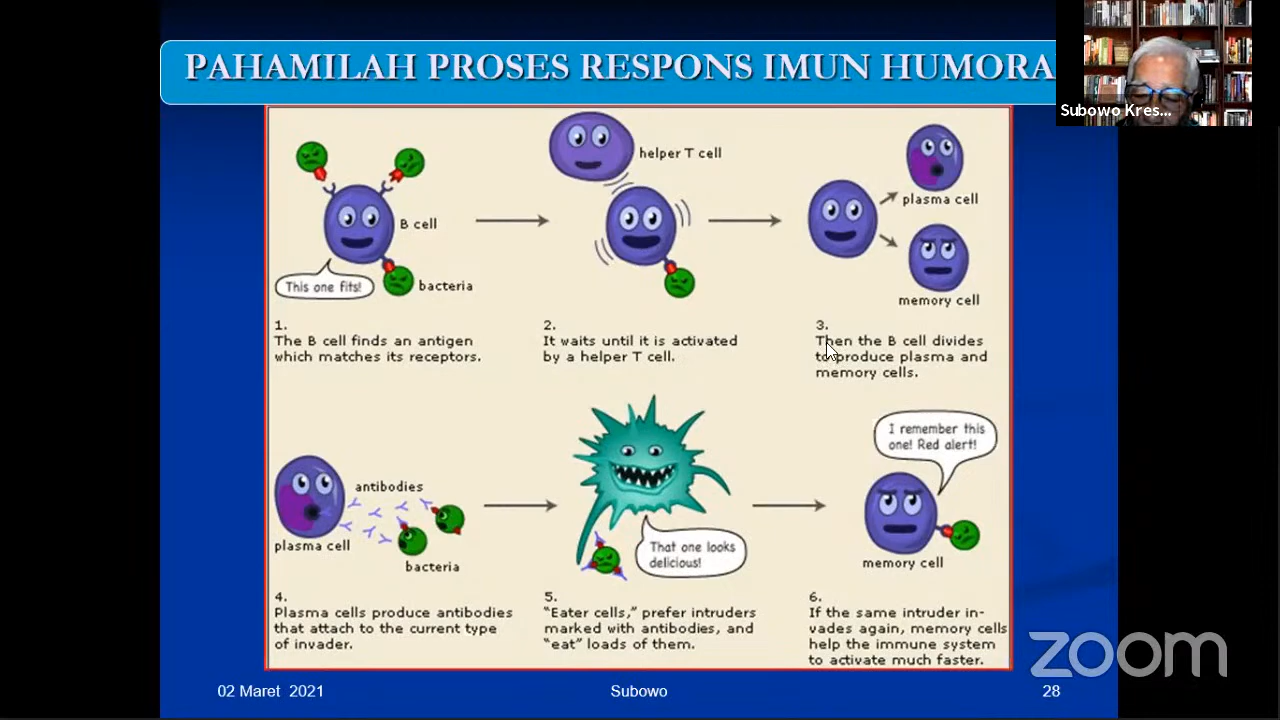 PAHAMILAH PROSES RESPONS IMUN HUMORA
Subowo Kres...
helper T cell
plasma cell
B cell
This one fits!
bacteria
memory cell
1.
The B cell finds an antigen
which matches its receptors.
2.
It waits until it is activated
by a helper T cell.
3.
Then the B cell divides
to produce plasma and
memory cells.
I remember this
one! Red alert!
antibodies
plasma cell
bacteria
That one looks
delicious!
memory cell
4.
Plasma cells produce antibodies
that attach to the current type
of invader.
5.
“Eater cells,” prefer intruders
marked with antibodies, and
“eat” loads of them.
6.
If the same intruder in-
vades again, memory cells
help the immune system
to activate much faster.
zoom
02 Maret 2021
Subowo
28